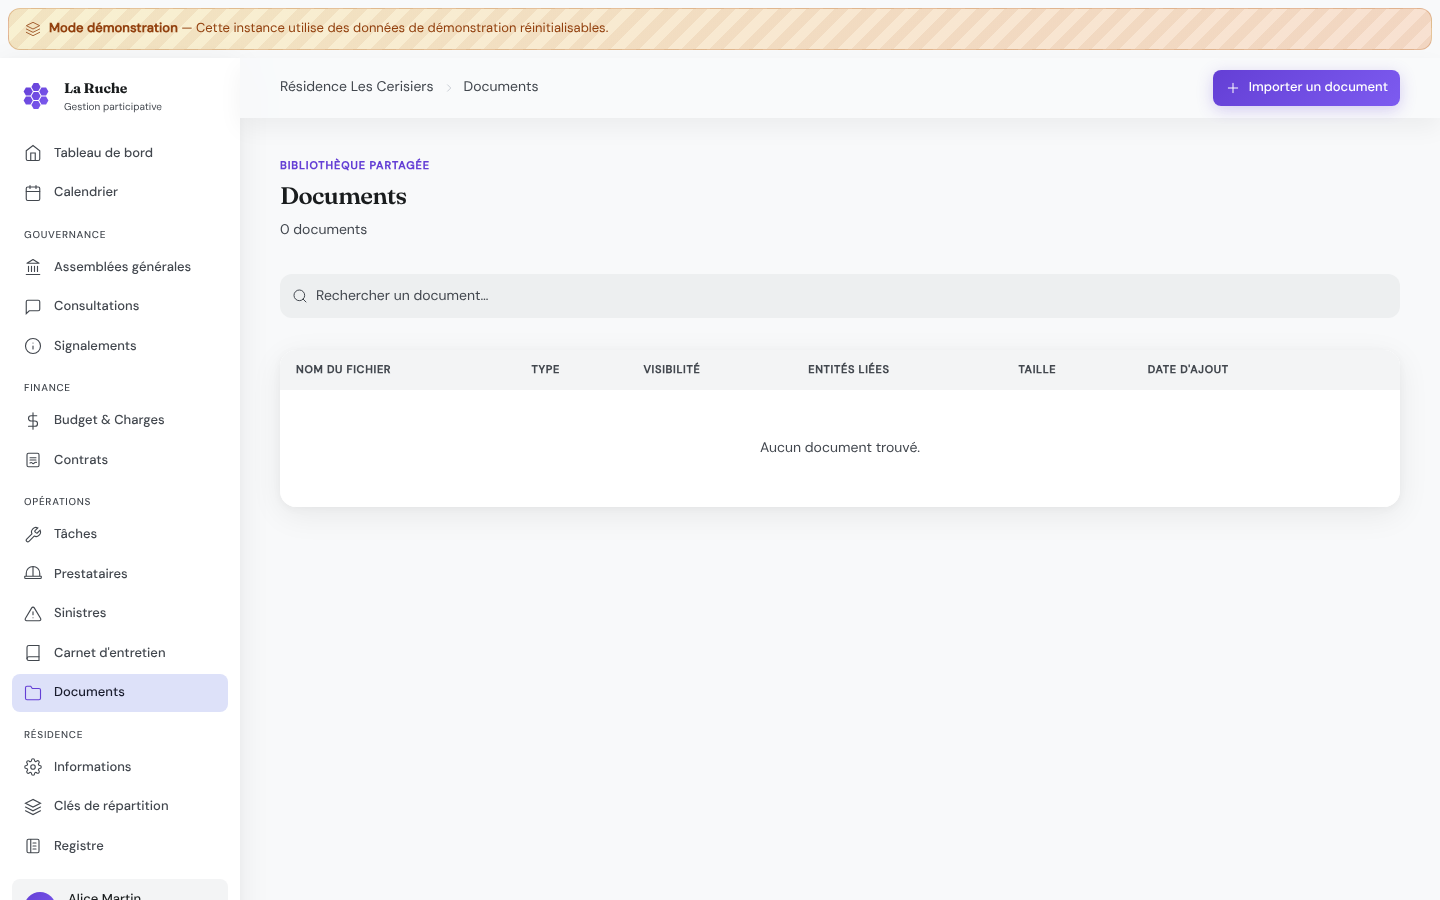 Mode démonstration — Cette instance utilise des données de démonstration réinitialisables.
La Ruche
Gestion participative
Tableau de bord
Calendrier
GOUVERNANCE
Assemblées générales
Consultations
Signalements
FINANCE
Budget & Charges
Contrats
OPÉRATIONS
Tâches
Prestataires
Sinistres
Carnet d'entretien
Documents
RÉSIDENCE
Informations
Clés de répartition
Registre
Alice Martin
Résidence Les Cerisiers > Documents
Importer un document
BIBLIOTHÈQUE PARTAGÉE
Documents
0 documents
Rechercher un document...
NOM DU FICHIER TYPE VISIBILITÉ ENTITÉS LIÉES TAILLE DATE D'AJOUT
Aucun document trouvé.